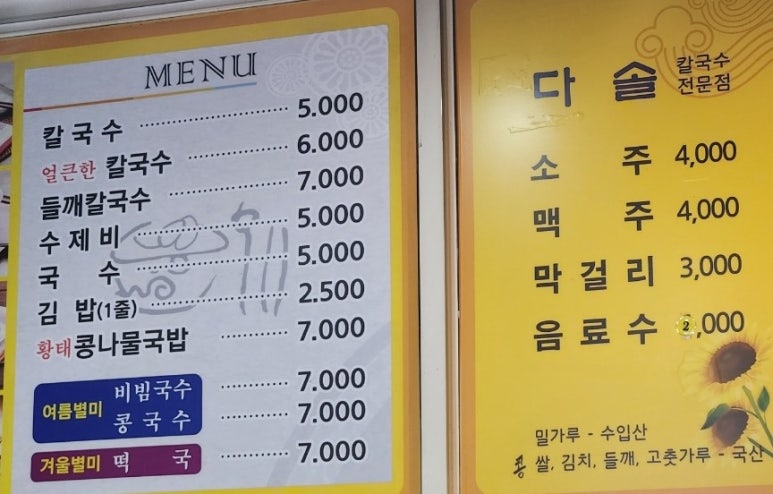 MENU
칼국수 5.000
얼큰한 칼국수 6.000
들깨칼국수 7.000
수제비 5.000
국 수 5.000
김 밥(1줄) 2.500
황태콩나물국밥 7.000
여름별미 비빔국수 7.000
콩국수 7.000
겨울별미 떡 국 7.000
다솔 칼국수
전문점
소 주 4,000
맥 주 4,000
막걸리 3,000
음료수 2,000
밀가루 - 수입산
콩 쌀, 김치, 들깨, 고춧가루 - 국산